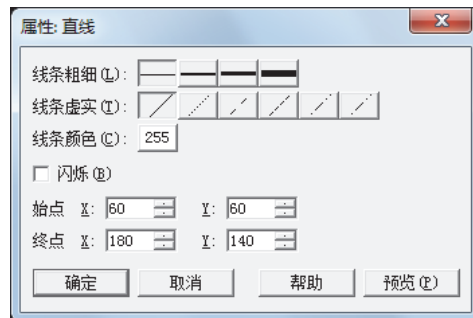 属性: 直线
线条粗细(L):
线条虚实(T):
线条颜色(C): 255
闪烁(B)
始点 X: 60 Y: 60
终点 X: 180 Y: 140
确定 取消 帮助 预览(P)